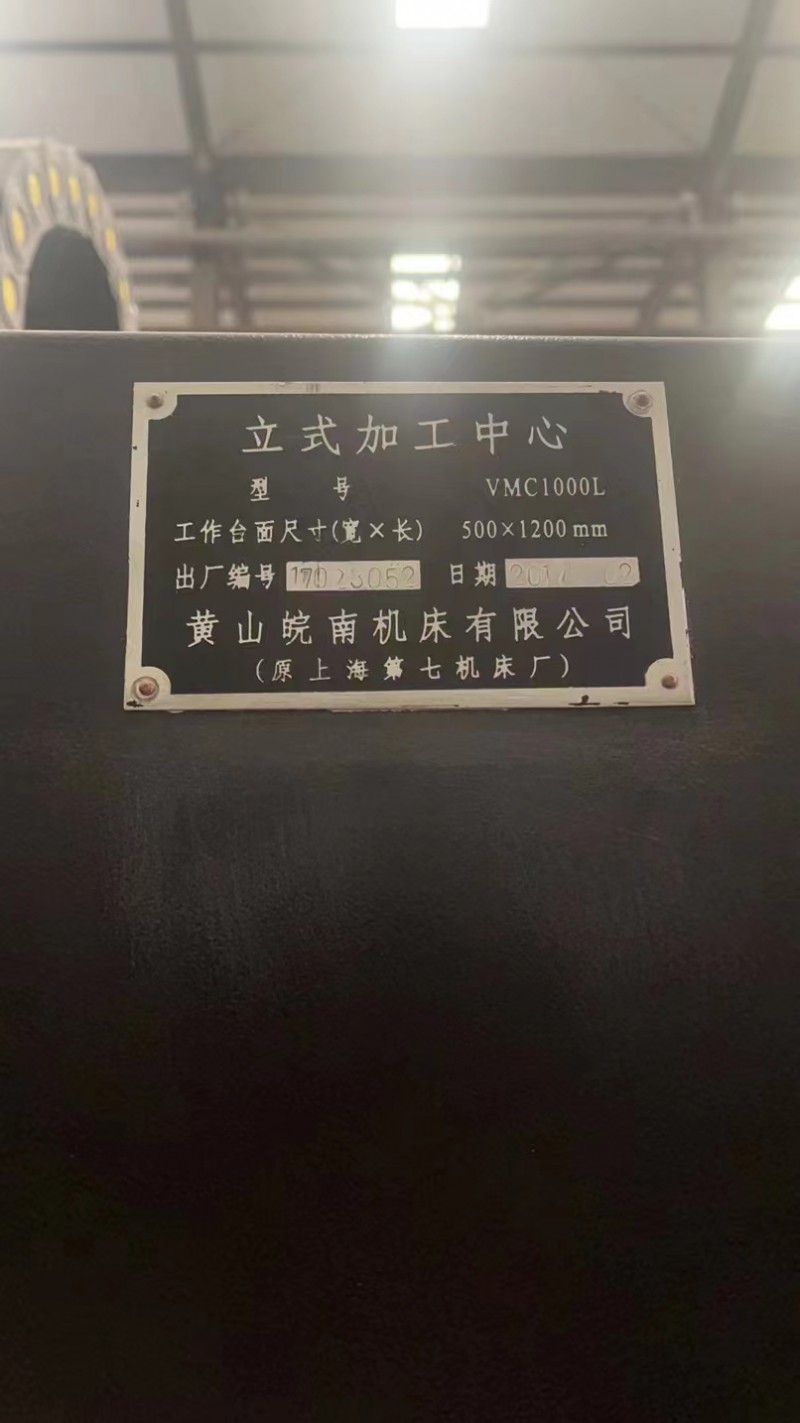 立式加工中心
型号 VMC1000L
工作台面尺寸(宽×长) 500×1200mm
出厂编号 日期
黄山皖南机床有限公司
(原上海第七机床厂)